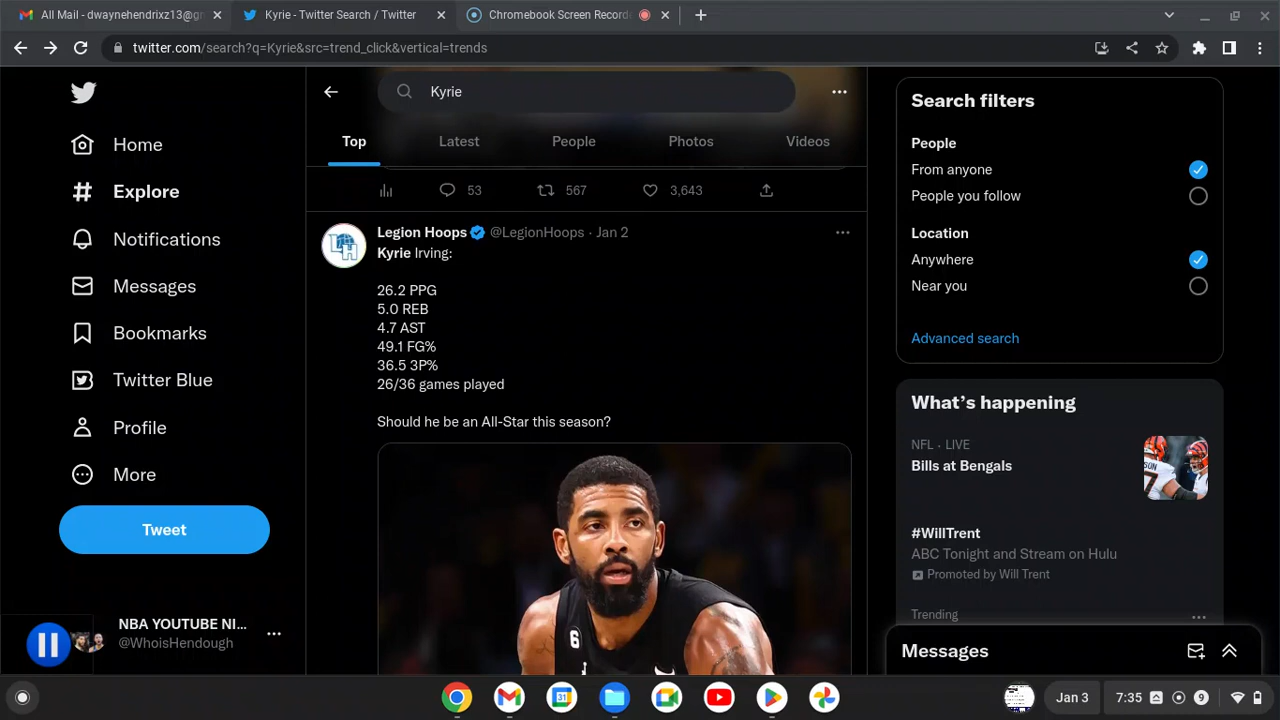 All Mail - dwaynehendrixz13@g
Kyrie - Twitter Search / Twitter
Chromebook Screen Record
twitter.com/search?q=Kyrie&src=trend_click&vertical=trends
Kyrie
Top
Latest
People
Photos
Videos
53
567
3,643
Home
Explore
Notifications
Messages
Bookmarks
Twitter Blue
Profile
More
Tweet
NBA YOUTUBE NI...
@WhoisHendough
Legion Hoops @LegionHoops · Jan 2
Kyrie Irving:
26.2 PPG
5.0 REB
4.7 AST
49.1 FG%
36.5 3P%
26/36 games played
Should he be an All-Star this season?
6
Search filters
People
From anyone
People you follow
Location
Anywhere
Near you
Advanced search
What's happening
NFL · LIVE
Bills at Bengals
#WillTrent
ABC Tonight and Stream on Hulu
Promoted by Will Trent
Trending
Messages
31
Jan 3
7:35
9